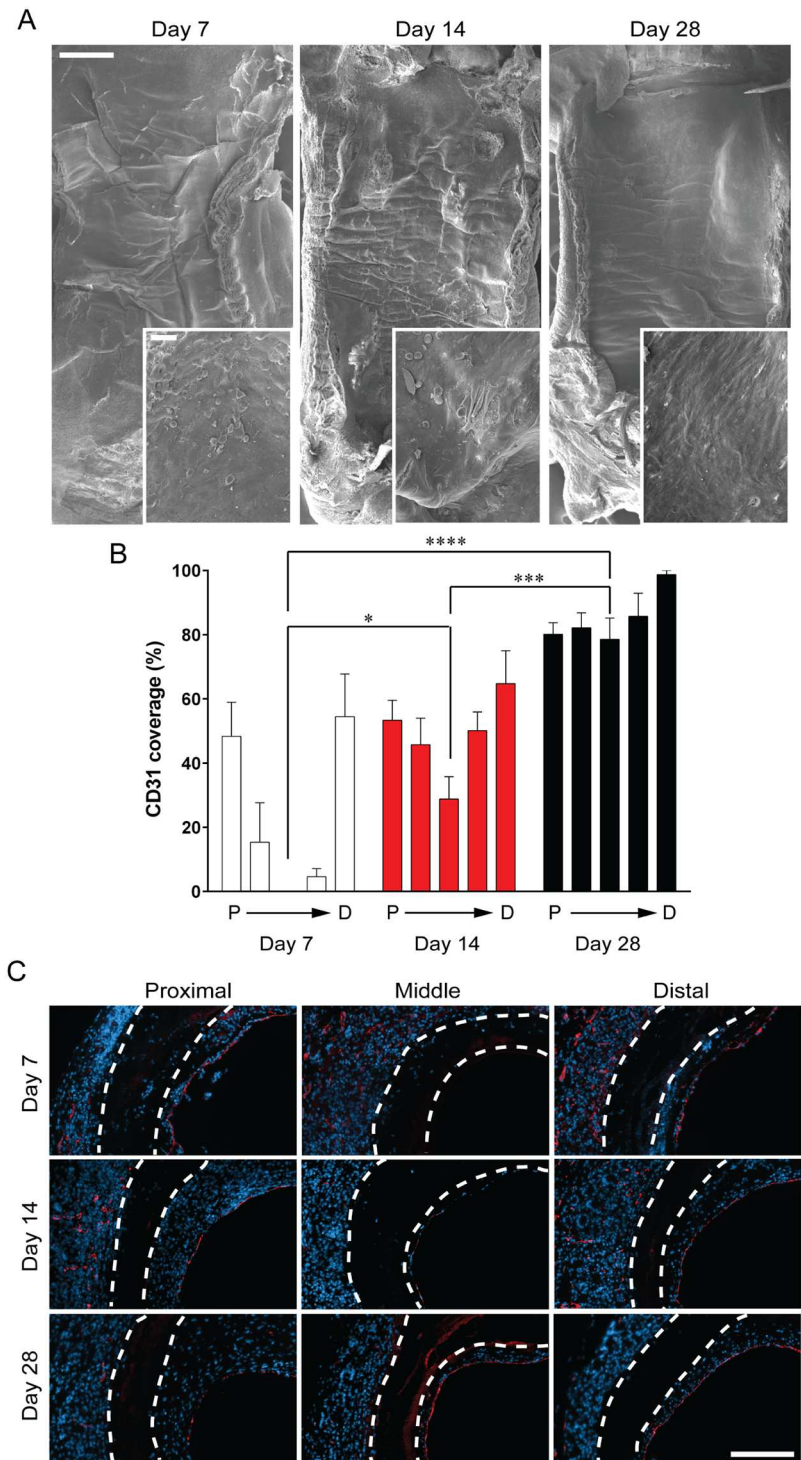 A
Day 7 Day 14 Day 28
B
****
***
*
100
80
60
40
20
0
CD31 coverage (%)
P D P D P D
Day 7 Day 14 Day 28
C
Proximal Middle Distal
Day 7
Day 14
Day 28